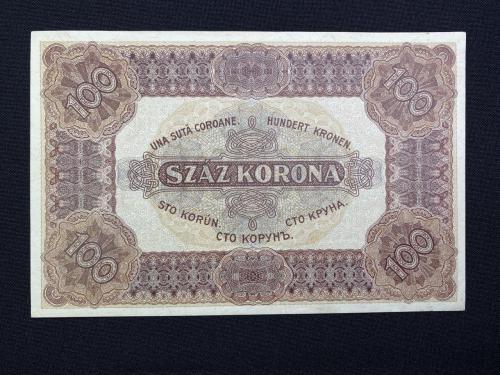 100
100
UNA SUTĂ COROANE.
HUNDERT KRONEN.
SZÁZ KORONA
STO KORÚN.
СТО КРУНА.
СТО КОРУНЪ.
100
100